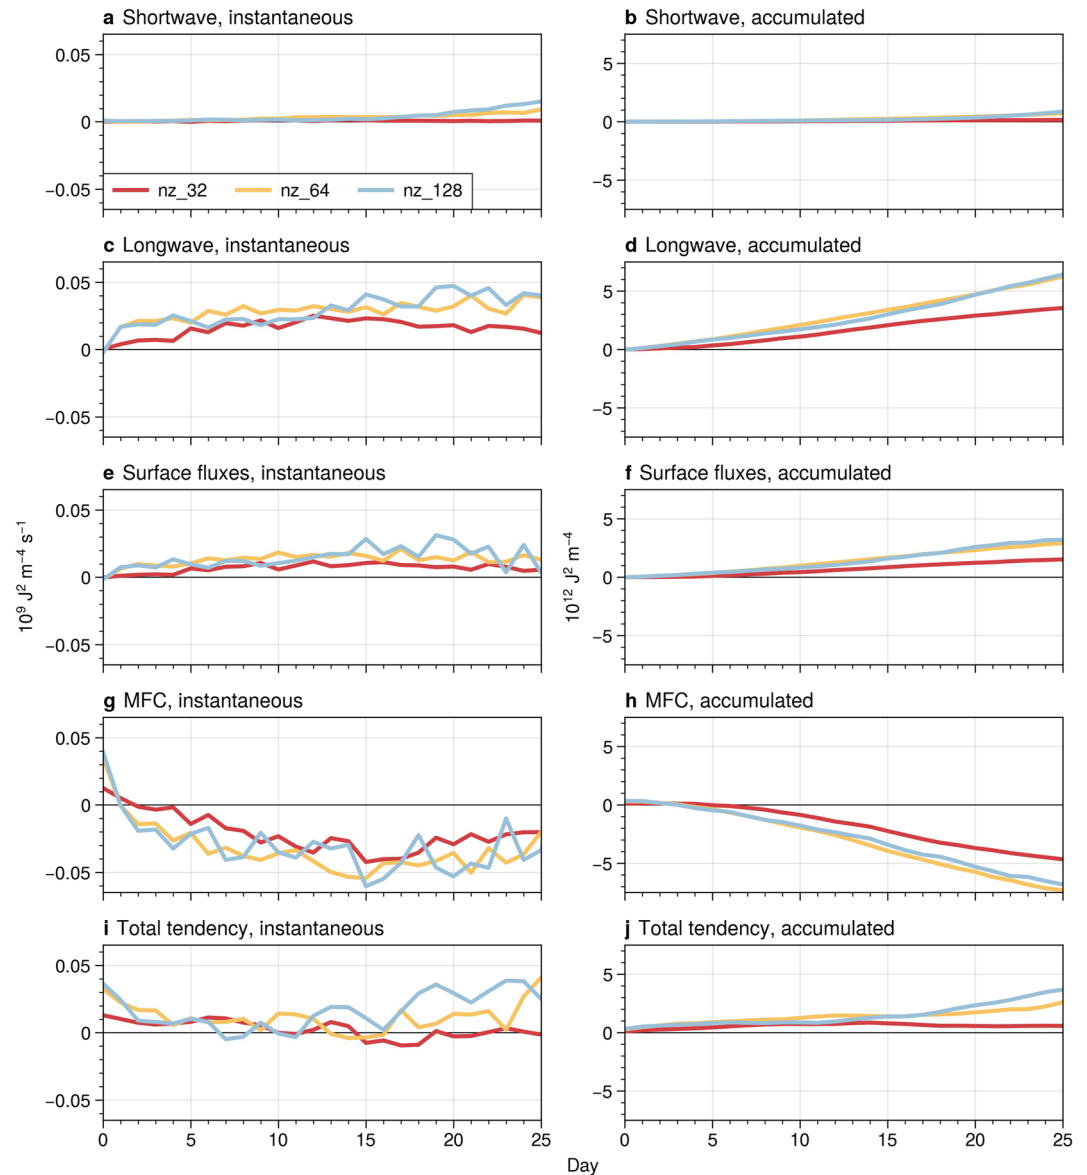 a Shortwave, instantaneous
b Shortwave, accumulated
0.05
0
−0.05
nz_32 nz_64 nz_128
5
0
−5
c Longwave, instantaneous
d Longwave, accumulated
0.05
0
−0.05
5
0
−5
e Surface fluxes, instantaneous
f Surface fluxes, accumulated
0.05
0
−0.05
5
0
−5
10⁹ J² m⁻⁴ s⁻¹
10¹² J² m⁻⁴
g MFC, instantaneous
h MFC, accumulated
0.05
0
−0.05
5
0
−5
i Total tendency, instantaneous
j Total tendency, accumulated
0.05
0
−0.05
5
0
−5
0 5 10 15 20 25
0 5 10 15 20 25
Day